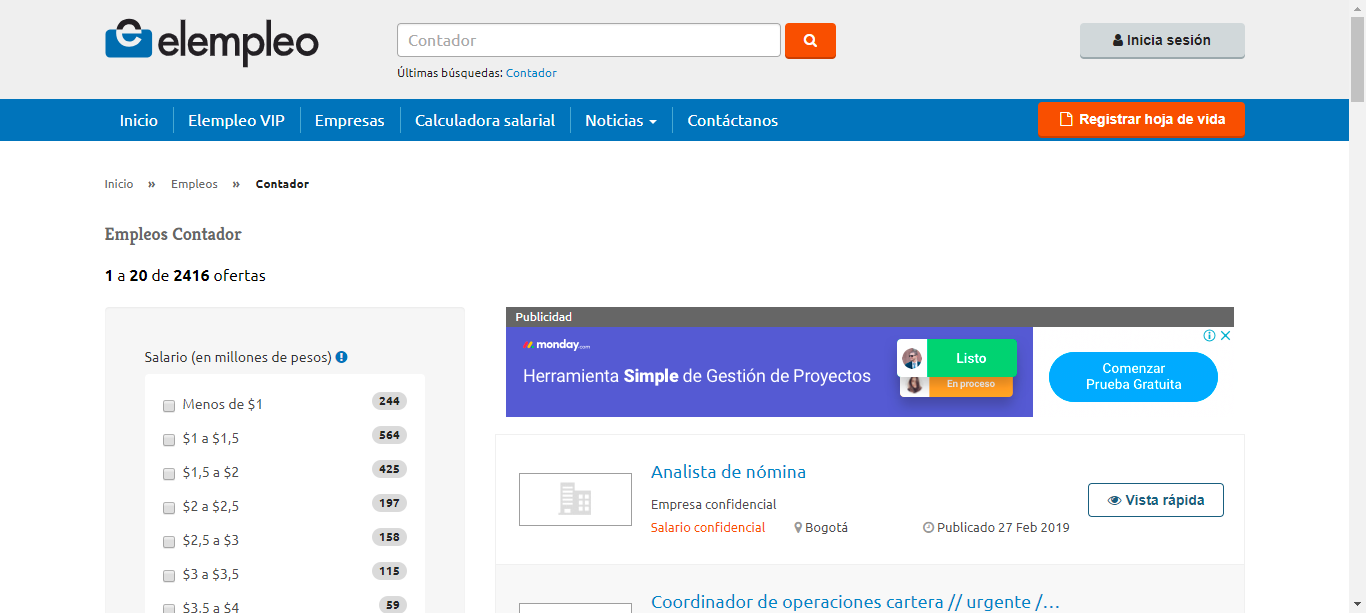 elempleo
Contador
Inicia sesión
Últimas búsquedas: Contador
Inicio
Elempleo VIP
Empresas
Calculadora salarial
Noticias
Contáctanos
Registrar hoja de vida
Inicio » Empleos » Contador
Empleos Contador
1 a 20 de 2416 ofertas
Salario (en millones de pesos)
Menos de $1 244
$1 a $1,5 564
$1,5 a $2 425
$2 a $2,5 197
$2,5 a $3 158
$3 a $3,5 115
$3,5 a $4 59
Publicidad
monday.com
Herramienta Simple de Gestión de Proyectos
Listo
En proceso
Comenzar
Prueba Gratuita
Analista de nómina
Empresa confidencial
Salario confidencial
Bogotá
Publicado 27 Feb 2019
Vista rápida
Coordinador de operaciones cartera // urgente /…